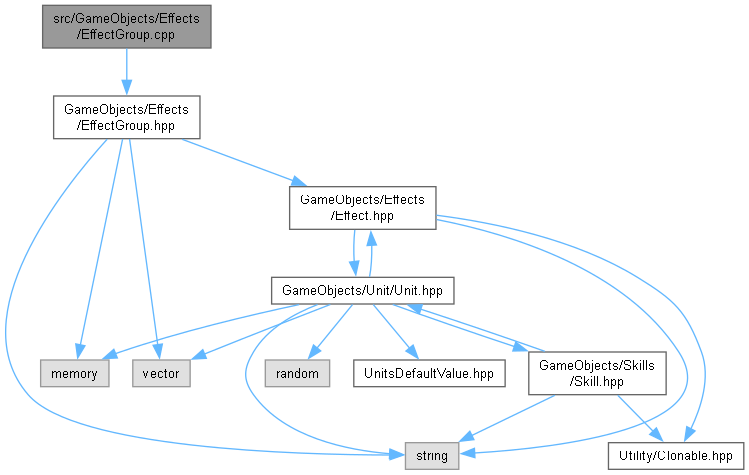 src/GameObjects/Effects
/EffectGroup.cpp
GameObjects/Effects
/EffectGroup.hpp
GameObjects/Effects
/Effect.hpp
GameObjects/Unit/Unit.hpp
memory
vector
random
UnitsDefaultValue.hpp
GameObjects/Skills
/Skill.hpp
string
Utility/Clonable.hpp